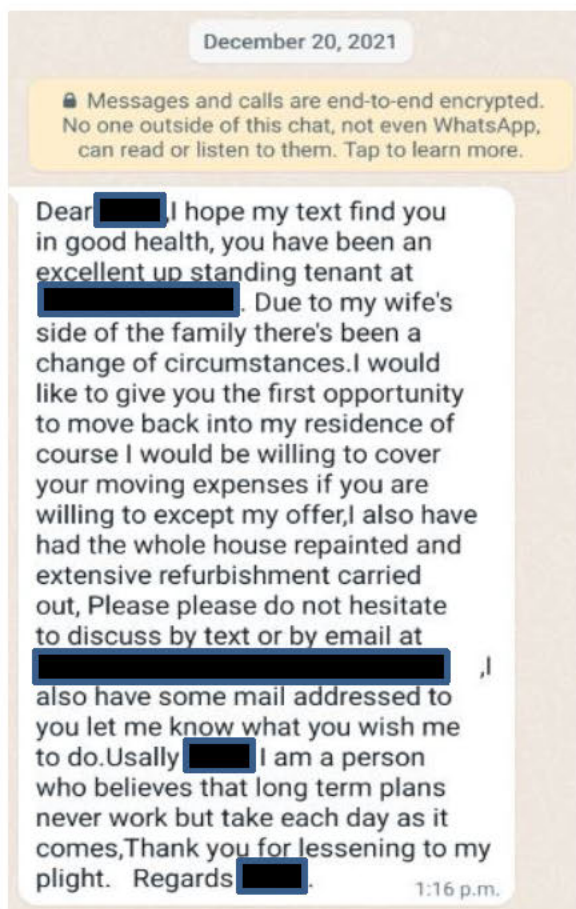 December 20, 2021
Messages and calls are end-to-end encrypted.
No one outside of this chat, not even WhatsApp,
can read or listen to them. Tap to learn more.
Dear ,I hope my text find you
in good health, you have been an
excellent up standing tenant at
. Due to my wife's
side of the family there's been a
change of circumstances.I would
like to give you the first opportunity
to move back into my residence of
course I would be willing to cover
your moving expenses if you are
willing to except my offer,I also have
had the whole house repainted and
extensive refurbishment carried
out, Please please do not hesitate
to discuss by text or by email at
,I
also have some mail addressed to
you let me know what you wish me
to do.Usally I am a person
who believes that long term plans
never work but take each day as it
comes,Thank you for lessening to my
plight. Regards .
1:16 p.m.